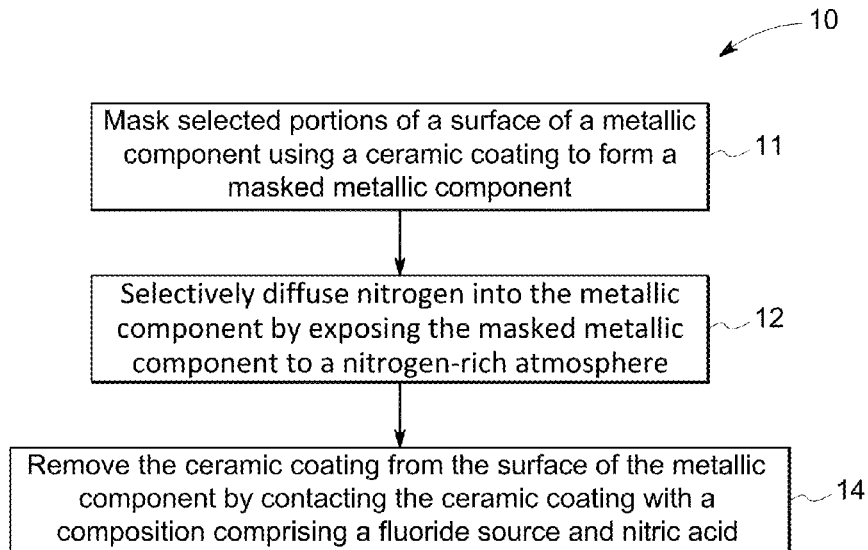 10
Mask selected portions of a surface of a metallic
component using a ceramic coating to form a
masked metallic component
11
Selectively diffuse nitrogen into the metallic
component by exposing the masked metallic
component to a nitrogen-rich atmosphere
12
Remove the ceramic coating from the surface of the metallic
component by contacting the ceramic coating with a
composition comprising a fluoride source and nitric acid
14